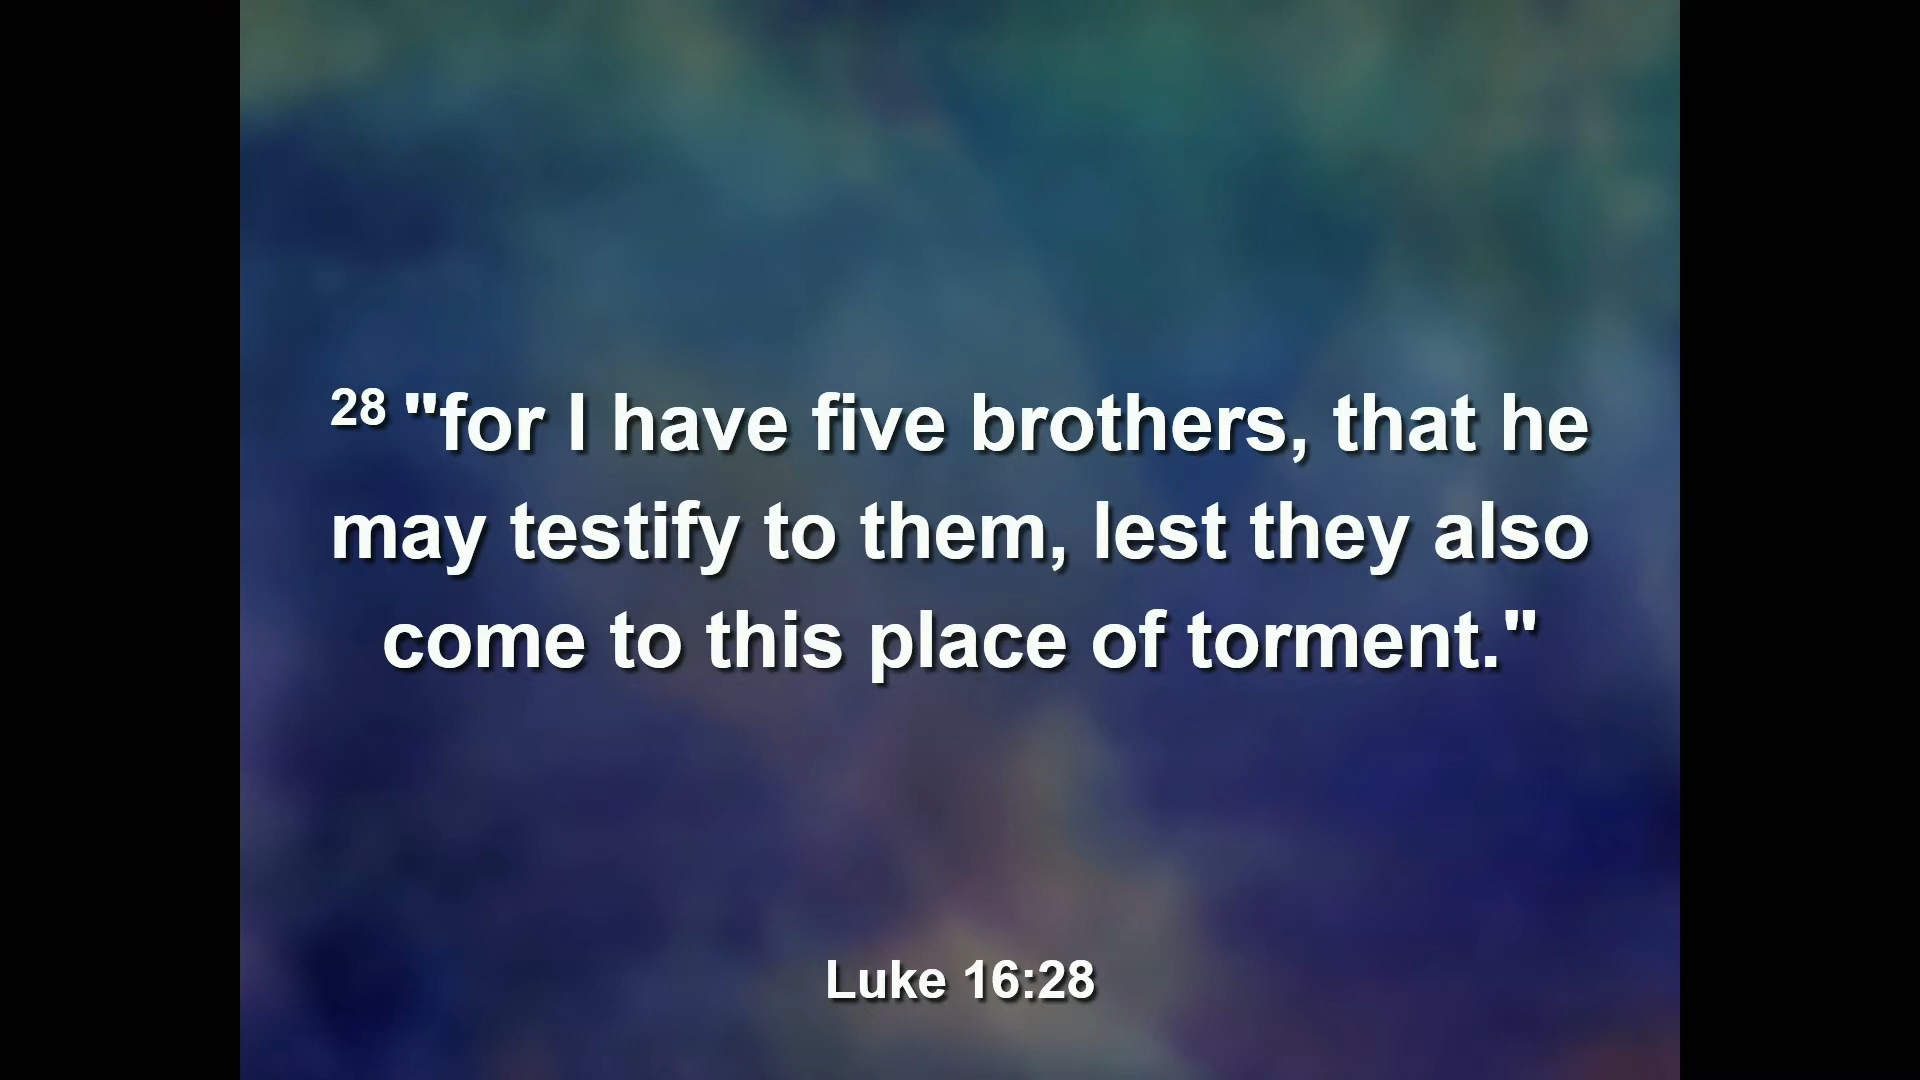 28 "for I have five brothers, that he
may testify to them, lest they also
come to this place of torment."
Luke 16:28